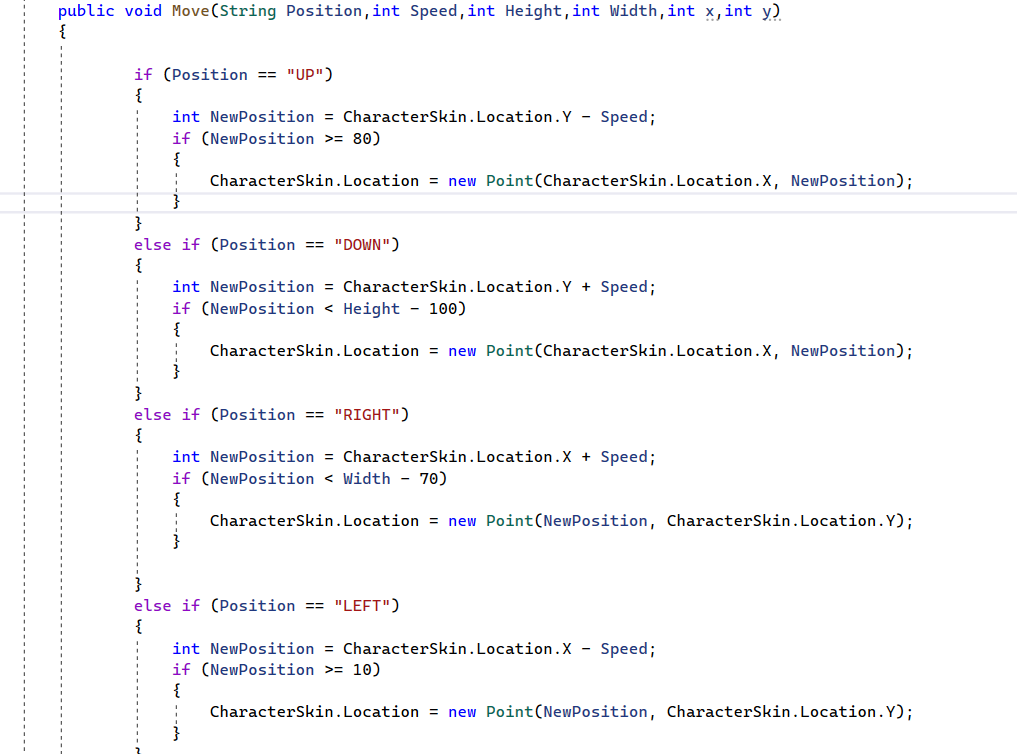 public void Move(String Position,int Speed,int Height,int Width,int x,int y)
{
if (Position == "UP")
{
int NewPosition = CharacterSkin.Location.Y - Speed;
if (NewPosition >= 80)
{
CharacterSkin.Location = new Point(CharacterSkin.Location.X, NewPosition);
}
}
else if (Position == "DOWN")
{
int NewPosition = CharacterSkin.Location.Y + Speed;
if (NewPosition < Height - 100)
{
CharacterSkin.Location = new Point(CharacterSkin.Location.X, NewPosition);
}
}
else if (Position == "RIGHT")
{
int NewPosition = CharacterSkin.Location.X + Speed;
if (NewPosition < Width - 70)
{
CharacterSkin.Location = new Point(NewPosition, CharacterSkin.Location.Y);
}
}
else if (Position == "LEFT")
{
int NewPosition = CharacterSkin.Location.X - Speed;
if (NewPosition >= 10)
{
CharacterSkin.Location = new Point(NewPosition, CharacterSkin.Location.Y);
}
}